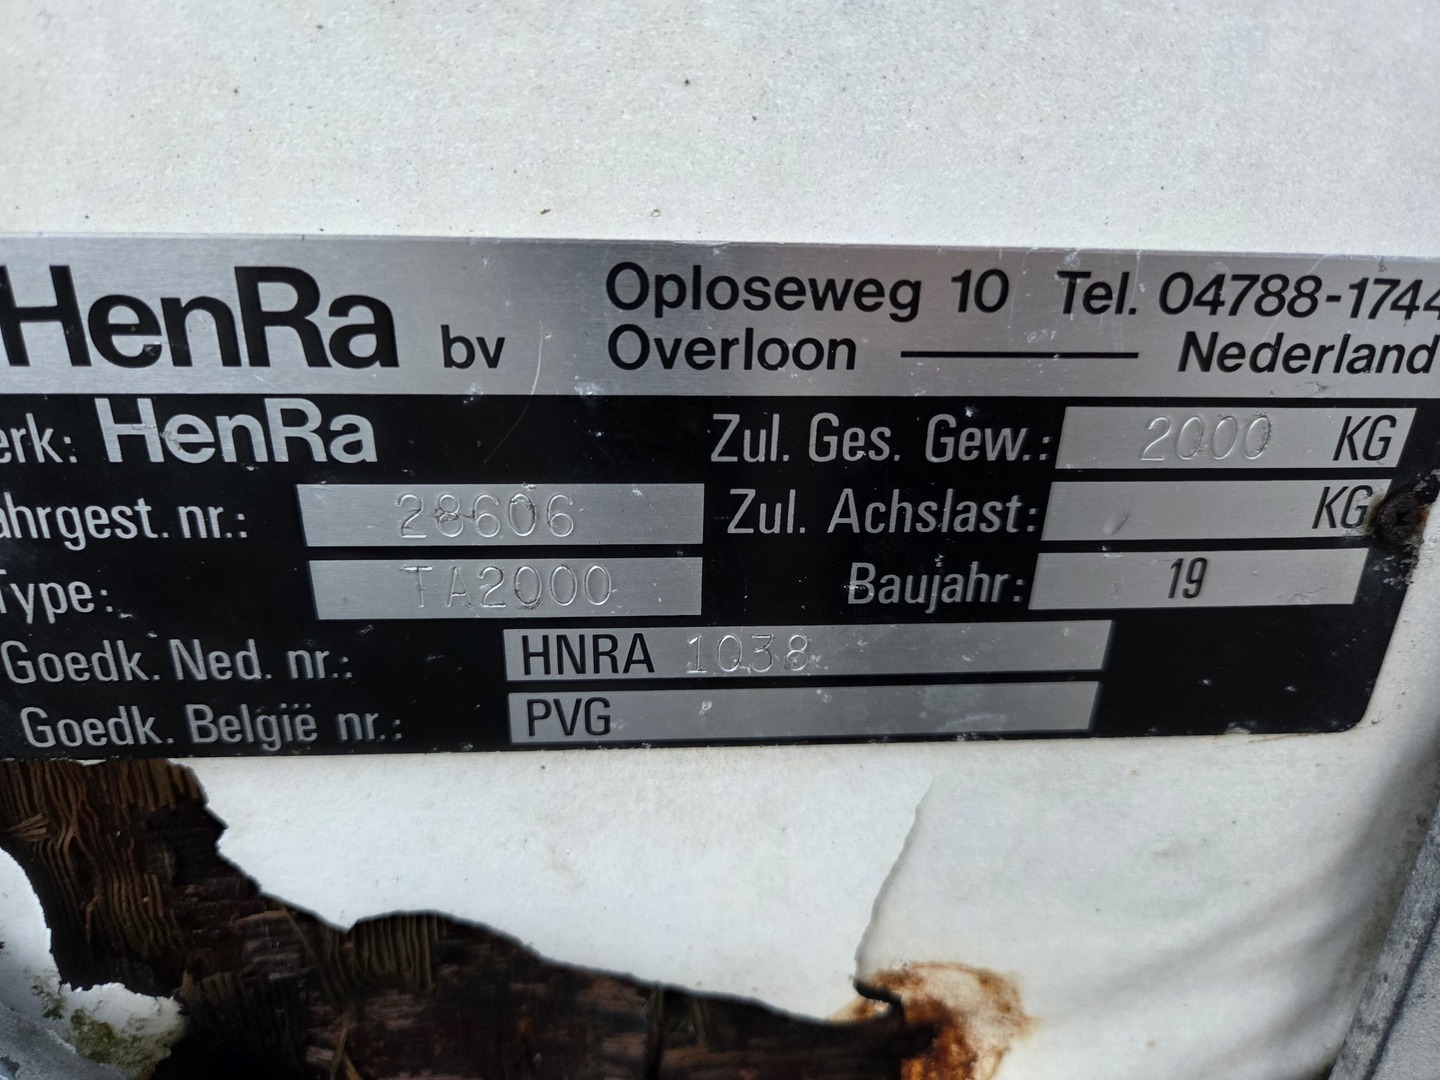 HenRa bv Oploseweg 10 Tel. 04788-1744
Overloon Nederland
erk: HenRa Zul. Ges. Gew.: 2000 KG
ahrgest. nr.: 28606 Zul. Achslast: KG
Type: TA2000 Baujahr: 19
Goedk. Ned. nr.: HNRA 1038
Goedk. België nr.: PVG